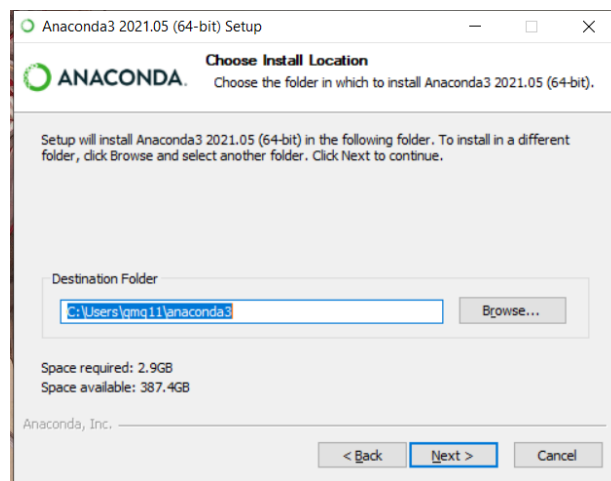 Anaconda3 2021.05 (64-bit) Setup
ANACONDA.
Choose Install Location
Choose the folder in which to install Anaconda3 2021.05 (64-bit).
Setup will install Anaconda3 2021.05 (64-bit) in the following folder. To install in a different
folder, click Browse and select another folder. Click Next to continue.
Destination Folder
C:\Users\gmq11\anaconda3
Browse...
Space required: 2.9GB
Space available: 387.4GB
Anaconda, Inc.
< Back
Next >
Cancel